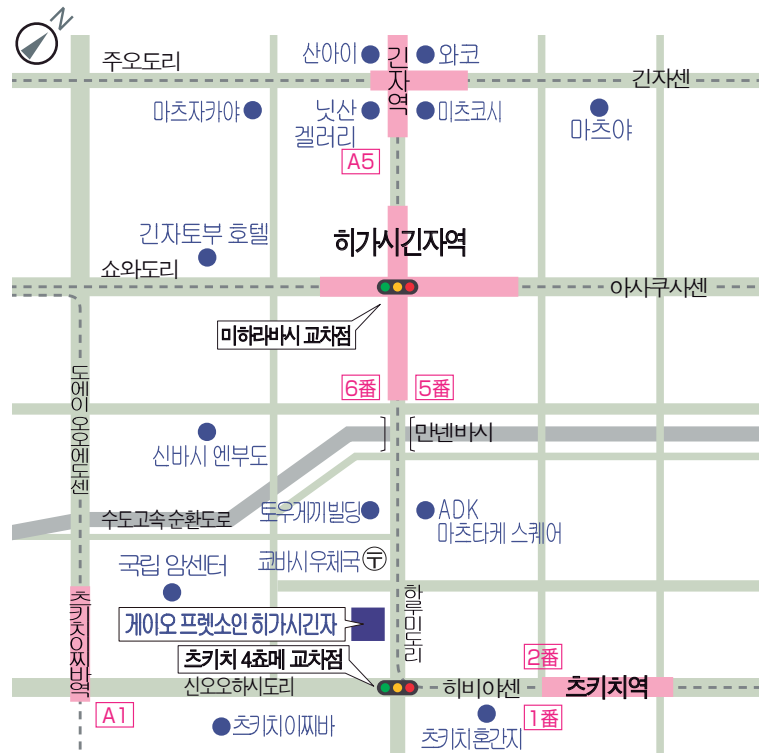 N
주오도리
산아이
긴자역
와코
긴자센
마츠자카야
닛산
겔러리
미츠코시
마츠야
A5
긴자토부 호텔
히가시긴자역
쇼와도리
아사쿠사센
미하라바시 교차점
6番
5番
도에이 오오에도센
만넨바시
신바시 엔부도
수도고속 순환도로
토우게끼빌딩
ADK
마츠타케 스퀘어
국립 암센터
쿄바시우체국
〒
츠키치이찌바역
게이오 프렛소인 히가시긴자
하루미도리
츠키치 4쵸메 교차점
2番
신오오하시도리
히비야센
츠키치역
A1
1番
츠키치이찌바
츠키치혼간지